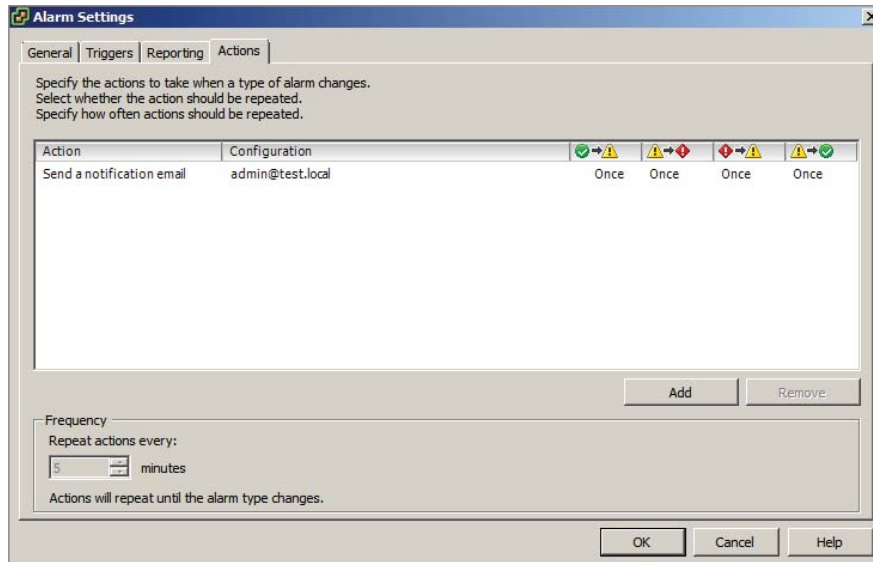 Alarm Settings
General Triggers Reporting Actions
Specify the actions to take when a type of alarm changes.
Select whether the action should be repeated.
Specify how often actions should be repeated.
Action Configuration
Send a notification email admin@test.local Once Once Once Once
Add Remove
Frequency
Repeat actions every:
5 minutes
Actions will repeat until the alarm type changes.
OK Cancel Help